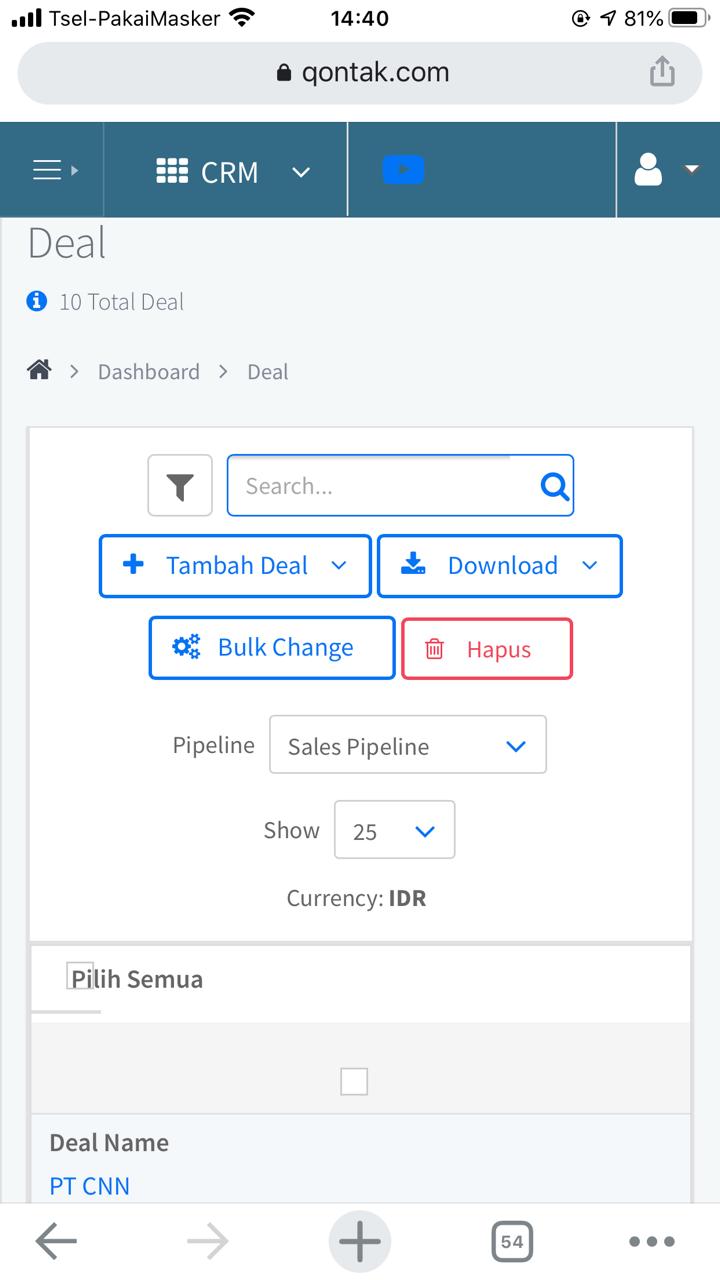 Tsel-PakaiMasker 14:40 81%
qontak.com
CRM
Deal
10 Total Deal
Dashboard > Deal
Search...
Tambah Deal Download
Bulk Change Hapus
Pipeline Sales Pipeline
Show 25
Currency: IDR
Pilih Semua
Deal Name
PT CNN
54